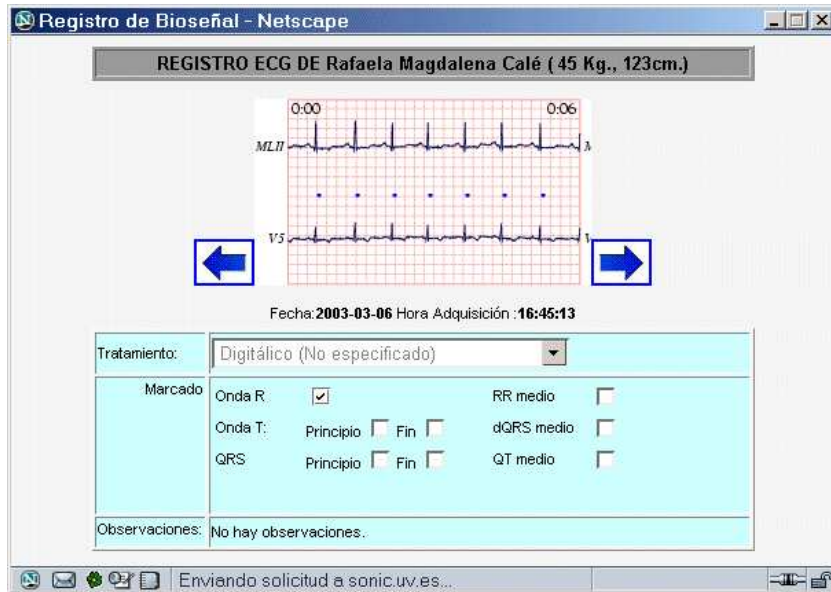 Registro de Bioseñal - Netscape
REGISTRO ECG DE Rafaela Magdalena Calé ( 45 Kg., 123cm.)
0:00 0:06
MLII
V5
Fecha:2003-03-06 Hora Adquisición :16:45:13
Tratamiento: Digitálico (No especificado)
Marcado Onda R RR medio
Onda T: Principio Fin dQRS medio
QRS Principio Fin QT medio
Observaciones: No hay observaciones.
Enviando solicitud a sonic.uv.es...